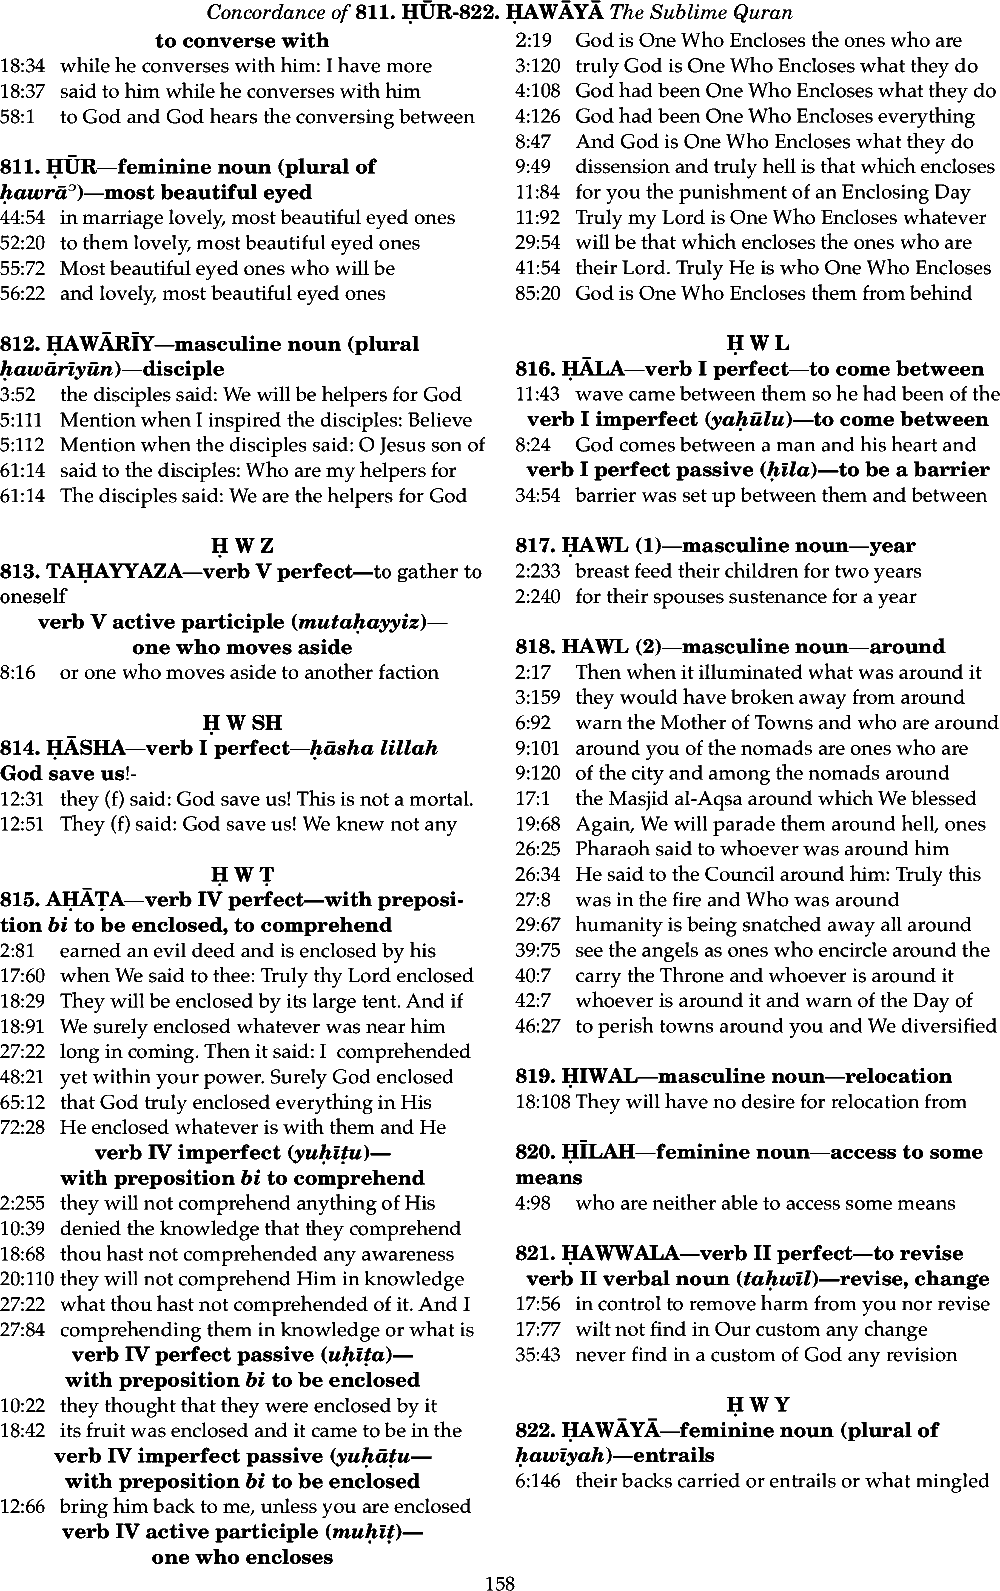 Concordance of 811. ḤŪR-822. ḤAWĀYĀ The Sublime Quran
to converse with
18:34 while he converses with him: I have more
18:37 said to him while he converses with him
58:1 to God and God hears the conversing between
811. ḤŪR—feminine noun (plural of
ḥawrāʾ)—most beautiful eyed
44:54 in marriage lovely, most beautiful eyed ones
52:20 to them lovely, most beautiful eyed ones
55:72 Most beautiful eyed ones who will be
56:22 and lovely, most beautiful eyed ones
812. ḤAWĀRĪY—masculine noun (plural
ḥawārīyūn)—disciple
3:52 the disciples said: We will be helpers for God
5:111 Mention when I inspired the disciples: Believe
5:112 Mention when the disciples said: O Jesus son of
61:14 said to the disciples: Who are my helpers for
61:14 The disciples said: We are the helpers for God
Ḥ W Z
813. TAḤAYYAZA—verb V perfect—to gather to
oneself
verb V active participle (mutaḥayyiz)—
one who moves aside
8:16 or one who moves aside to another faction
Ḥ W SH
814. ḤĀSHA—verb I perfect—ḥāsha lillah
God save us!-
12:31 they (f) said: God save us! This is not a mortal.
12:51 They (f) said: God save us! We knew not any
Ḥ W Ṭ
815. AḤĀṬA—verb IV perfect—with preposi-
tion bi to be enclosed, to comprehend
2:81 earned an evil deed and is enclosed by his
17:60 when We said to thee: Truly thy Lord enclosed
18:29 They will be enclosed by its large tent. And if
18:91 We surely enclosed whatever was near him
27:22 long in coming. Then it said: I comprehended
48:21 yet within your power. Surely God enclosed
65:12 that God truly enclosed everything in His
72:28 He enclosed whatever is with them and He
verb IV imperfect (yuḥīṭu)—
with preposition bi to comprehend
2:255 they will not comprehend anything of His
10:39 denied the knowledge that they comprehend
18:68 thou hast not comprehended any awareness
20:110 they will not comprehend Him in knowledge
27:22 what thou hast not comprehended of it. And I
27:84 comprehending them in knowledge or what is
verb IV perfect passive (uḥīṭa)—
with preposition bi to be enclosed
10:22 they thought that they were enclosed by it
18:42 its fruit was enclosed and it came to be in the
verb IV imperfect passive (yuḥāṭu—
with preposition bi to be enclosed
12:66 bring him back to me, unless you are enclosed
verb IV active participle (muḥīṭ)—
one who encloses
2:19 God is One Who Encloses the ones who are
3:120 truly God is One Who Encloses what they do
4:108 God had been One Who Encloses what they do
4:126 God had been One Who Encloses everything
8:47 And God is One Who Encloses what they do
9:49 dissension and truly hell is that which encloses
11:84 for you the punishment of an Enclosing Day
11:92 Truly my Lord is One Who Encloses whatever
29:54 will be that which encloses the ones who are
41:54 their Lord. Truly He is who One Who Encloses
85:20 God is One Who Encloses them from behind
Ḥ W L
816. ḤĀLA—verb I perfect—to come between
11:43 wave came between them so he had been of the
verb I imperfect (yaḥūlu)—to come between
8:24 God comes between a man and his heart and
verb I perfect passive (ḥīla)—to be a barrier
34:54 barrier was set up between them and between
817. ḤAWL (1)—masculine noun—year
2:233 breast feed their children for two years
2:240 for their spouses sustenance for a year
818. HAWL (2)—masculine noun—around
2:17 Then when it illuminated what was around it
3:159 they would have broken away from around
6:92 warn the Mother of Towns and who are around
9:101 around you of the nomads are ones who are
9:120 of the city and among the nomads around
17:1 the Masjid al-Aqsa around which We blessed
19:68 Again, We will parade them around hell, ones
26:25 Pharaoh said to whoever was around him
26:34 He said to the Council around him: Truly this
27:8 was in the fire and Who was around
29:67 humanity is being snatched away all around
39:75 see the angels as ones who encircle around the
40:7 carry the Throne and whoever is around it
42:7 whoever is around it and warn of the Day of
46:27 to perish towns around you and We diversified
819. ḤIWAL—masculine noun—relocation
18:108 They will have no desire for relocation from
820. ḤĪLAH—feminine noun—access to some
means
4:98 who are neither able to access some means
821. ḤAWWALA—verb II perfect—to revise
verb II verbal noun (taḥwīl)—revise, change
17:56 in control to remove harm from you nor revise
17:77 wilt not find in Our custom any change
35:43 never find in a custom of God any revision
Ḥ W Y
822. ḤAWĀYĀ—feminine noun (plural of
ḥawīyah)—entrails
6:146 their backs carried or entrails or what mingled
158